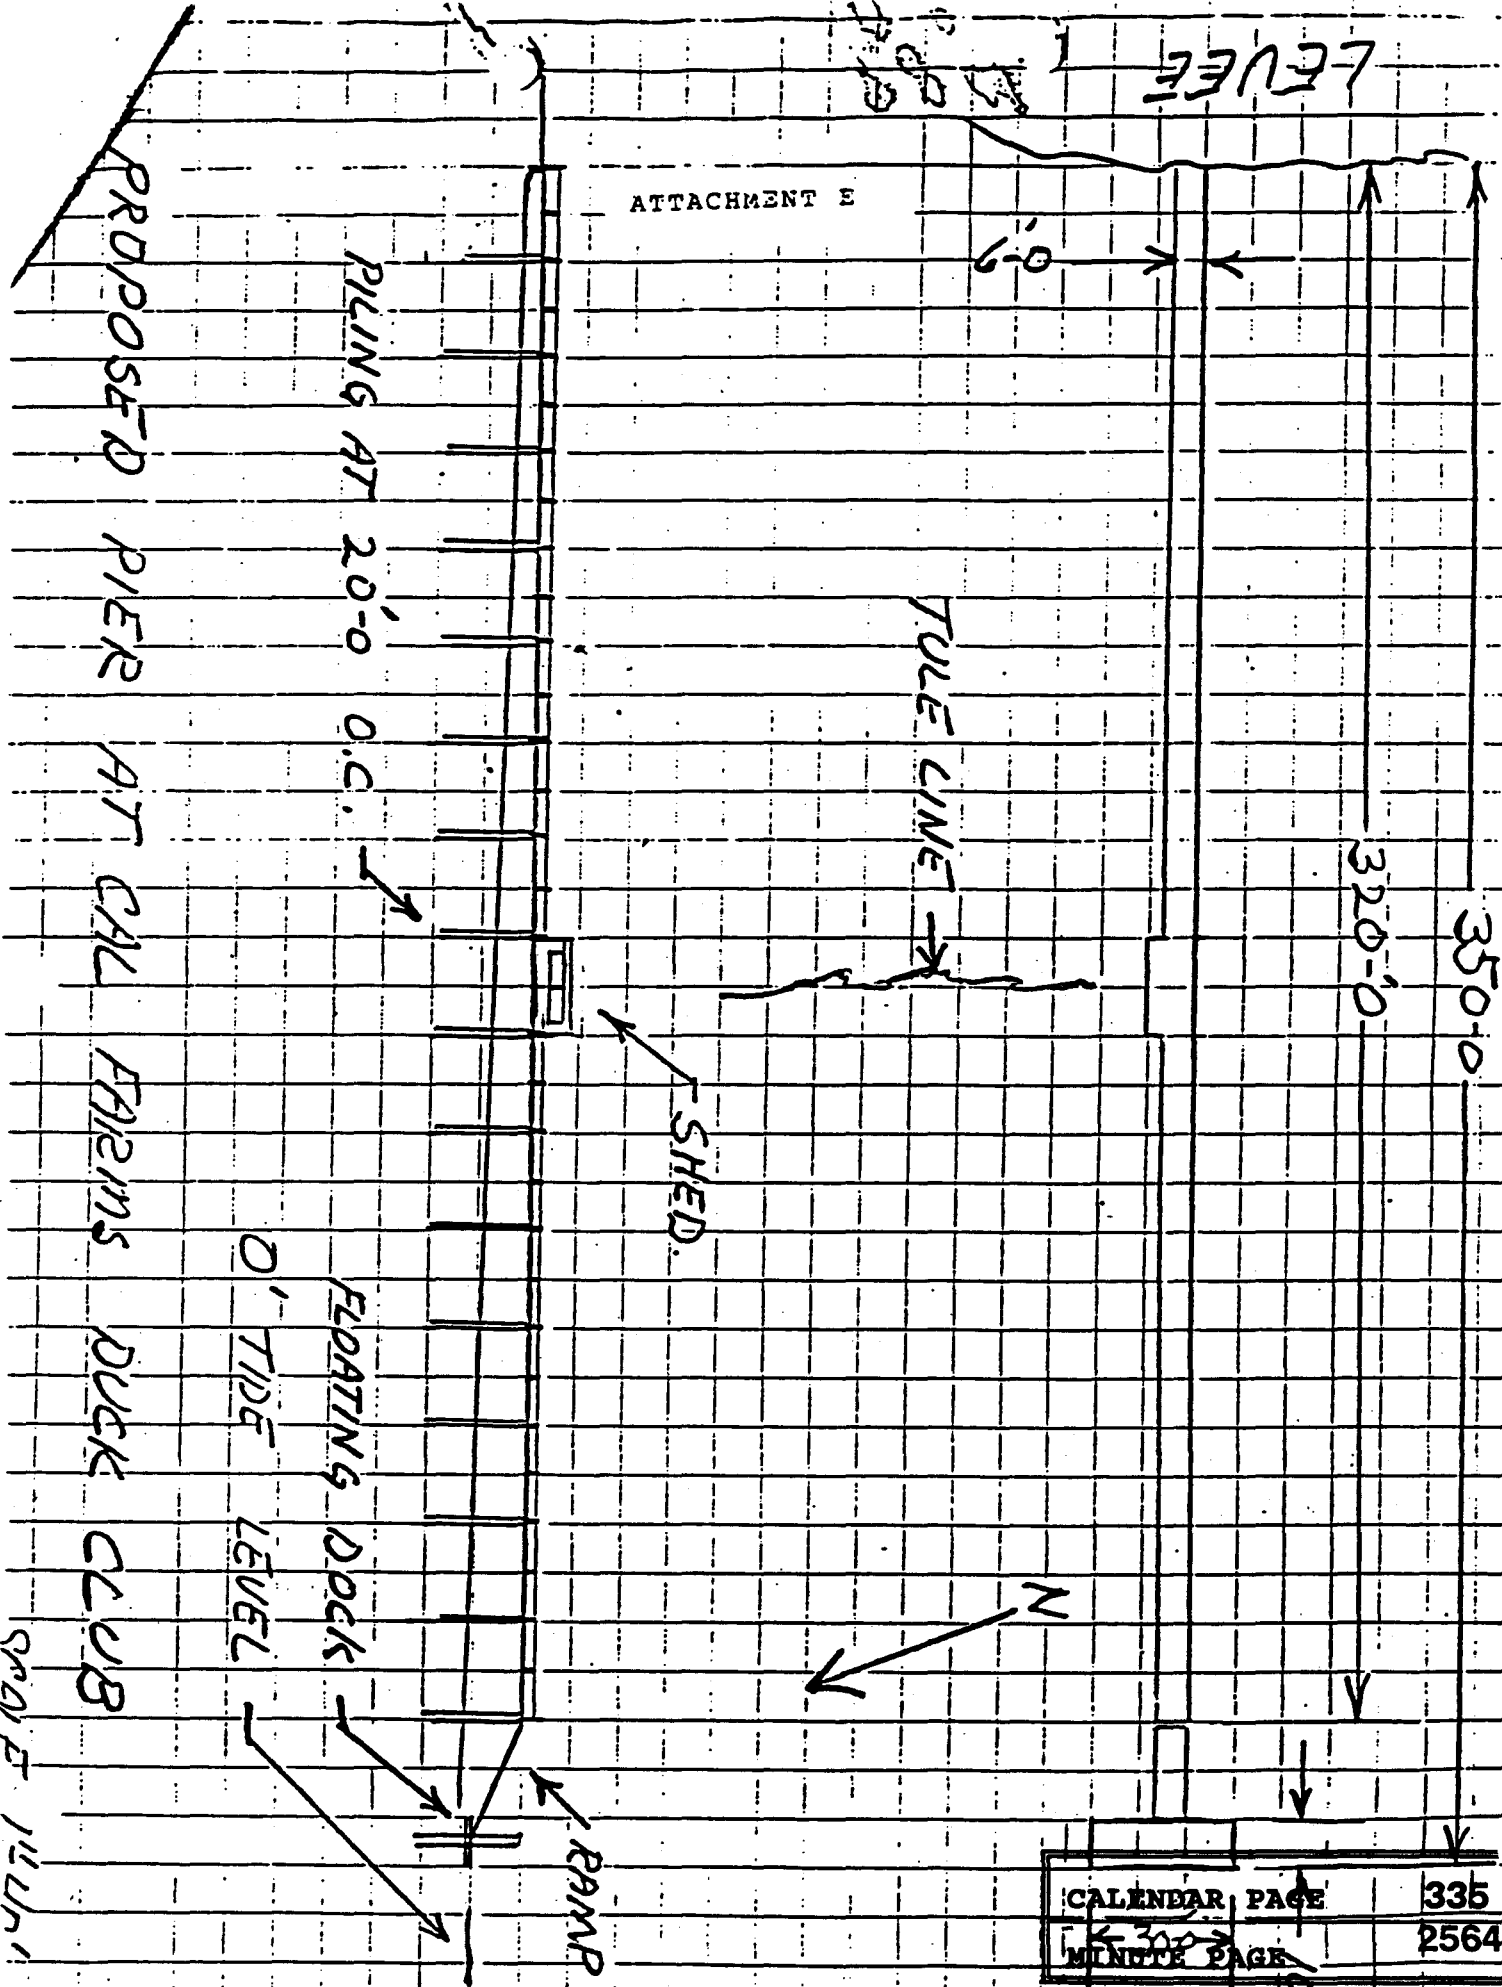 LEVEE
ATTACHMENT E
6'-0
350-0
320'-0
TULE LINE
SHED.
N
PILING AT 20'-0 O.C.
FLOATING DOCK
0' TIDE LEVEL
RAMP
PROPOSED PIER AT CAL FARMS DUCK CLUB
CALENDAR PAGE 335
MINUTE PAGE 2564